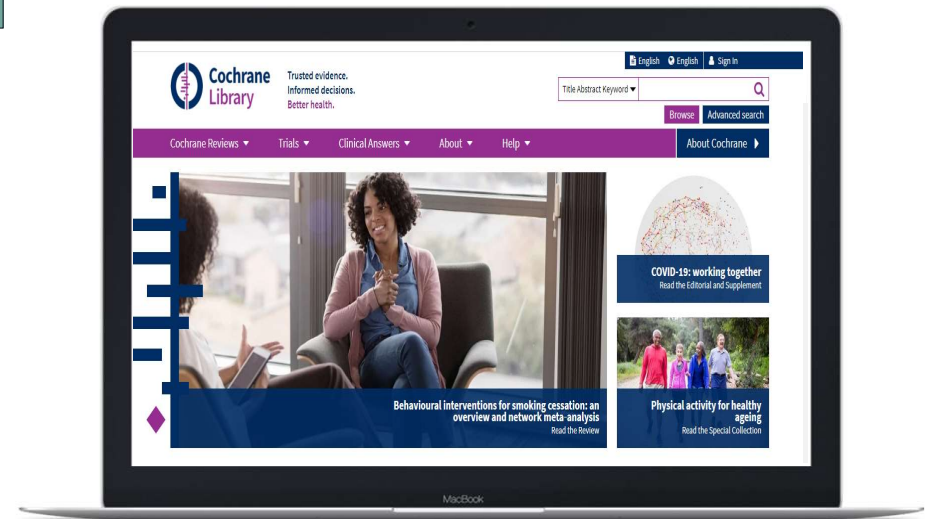 English English Sign In
Cochrane
Library
Trusted evidence.
Informed decisions.
Better health.
Title Abstract Keyword
Browse Advanced search
Cochrane Reviews Trials Clinical Answers About Help About Cochrane
COVID-19: working together
Read the Editorial and Supplement
Behavioural interventions for smoking cessation: an
overview and network meta-analysis
Read the Review
Physical activity for healthy
ageing
Read the Special Collection
MacBook